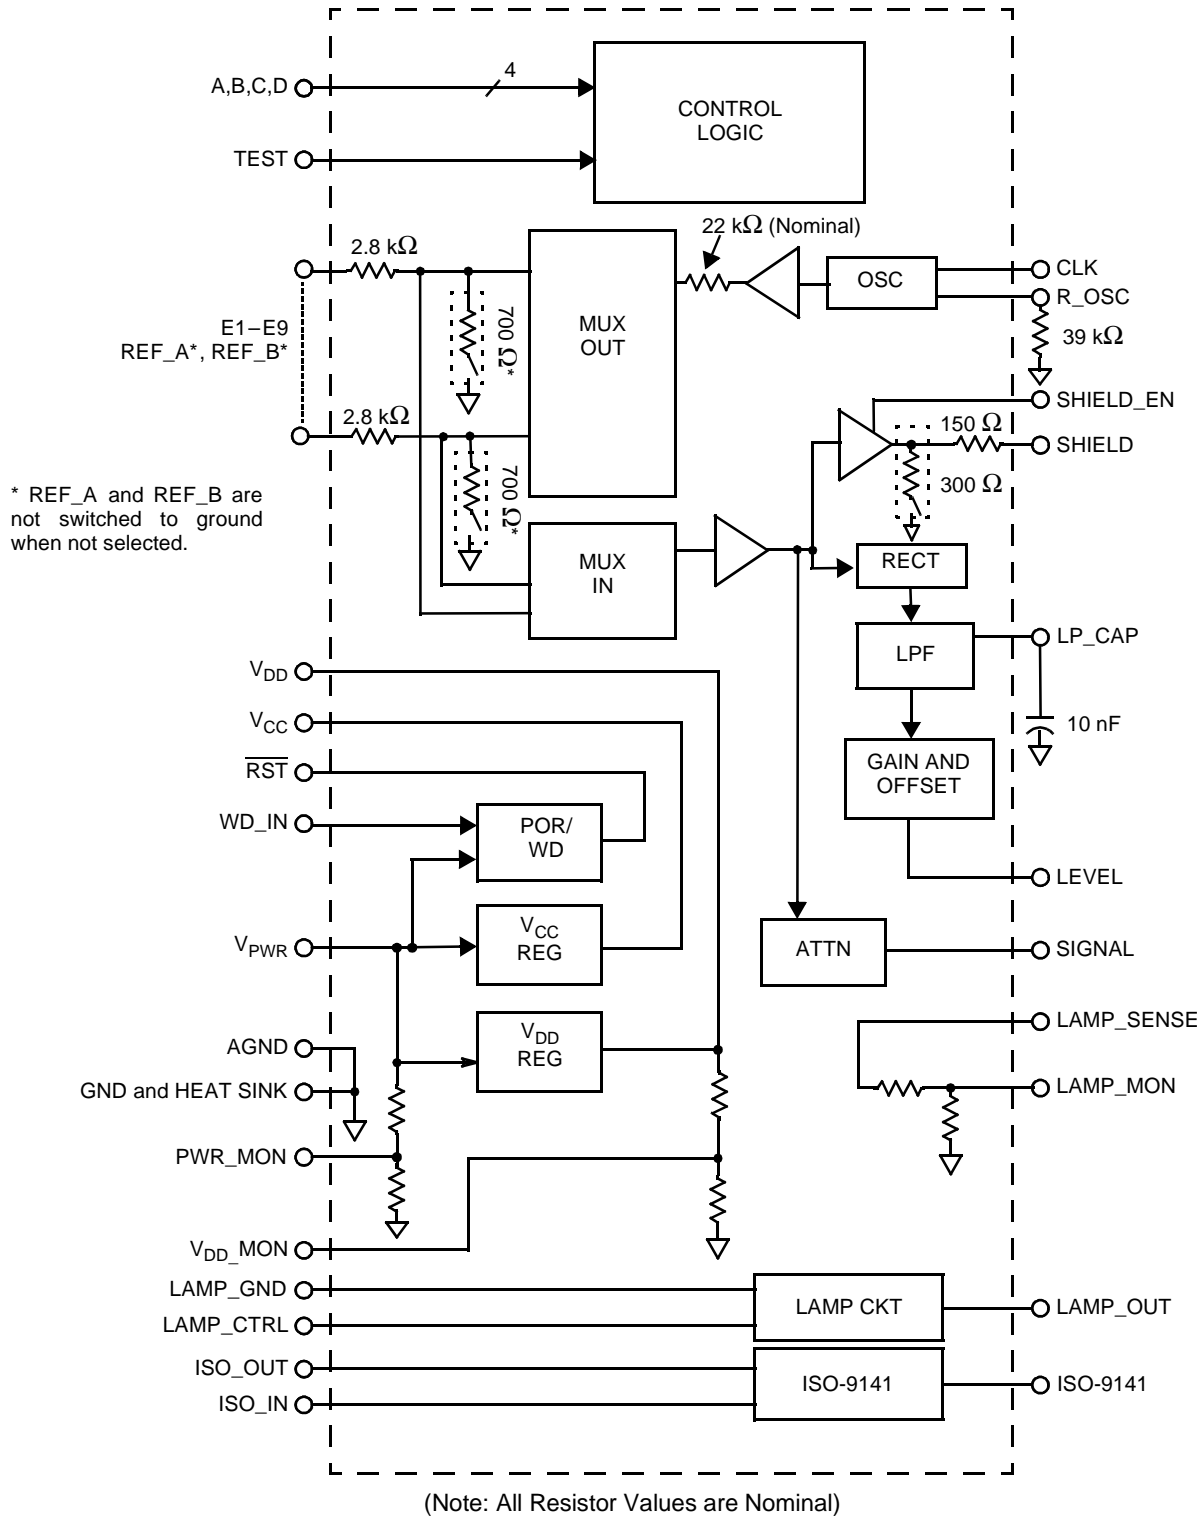 A,B,C,D
4
CONTROL
LOGIC
TEST
22 kΩ (Nominal)
2.8 kΩ
CLK
OSC
R_OSC
MUX
OUT
700 Ω*
E1–E9
REF_A*, REF_B*
39 kΩ
SHIELD_EN
2.8 kΩ
150 Ω
SHIELD
700 Ω*
300 Ω
* REF_A and REF_B are
not switched to ground
when not selected.
MUX
IN
RECT
LP_CAP
LPF
VDD
VCC
10 nF
RST
GAIN AND
OFFSET
WD_IN
POR/
WD
LEVEL
VPWR
VCC
REG
ATTN
SIGNAL
LAMP_SENSE
AGND
VDD
REG
GND and HEAT SINK
LAMP_MON
PWR_MON
VDD_MON
LAMP_GND
LAMP CKT
LAMP_OUT
LAMP_CTRL
ISO_OUT
ISO-9141
ISO-9141
ISO_IN
(Note: All Resistor Values are Nominal)